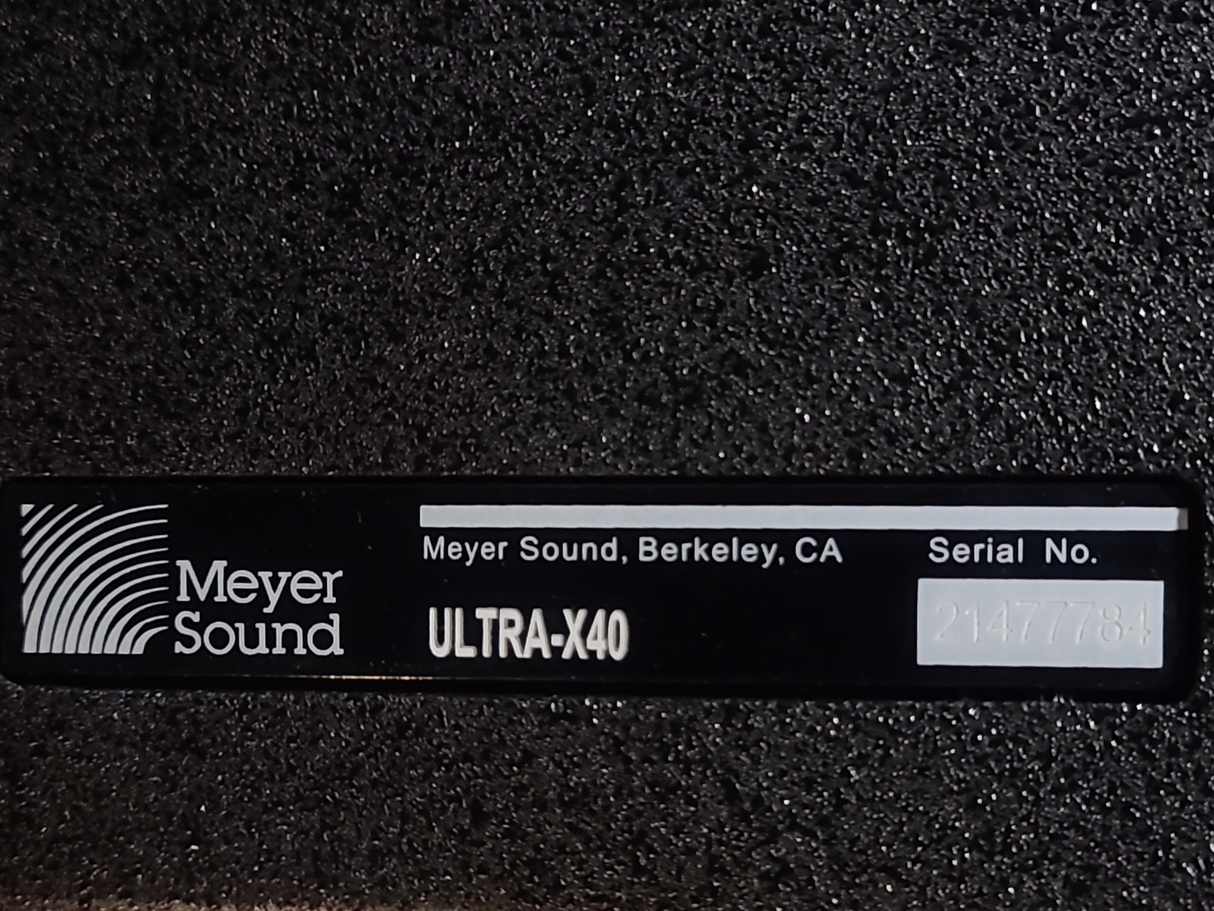 Meyer
Sound
Meyer Sound, Berkeley, CA
ULTRA-X40
Serial No.
21477784